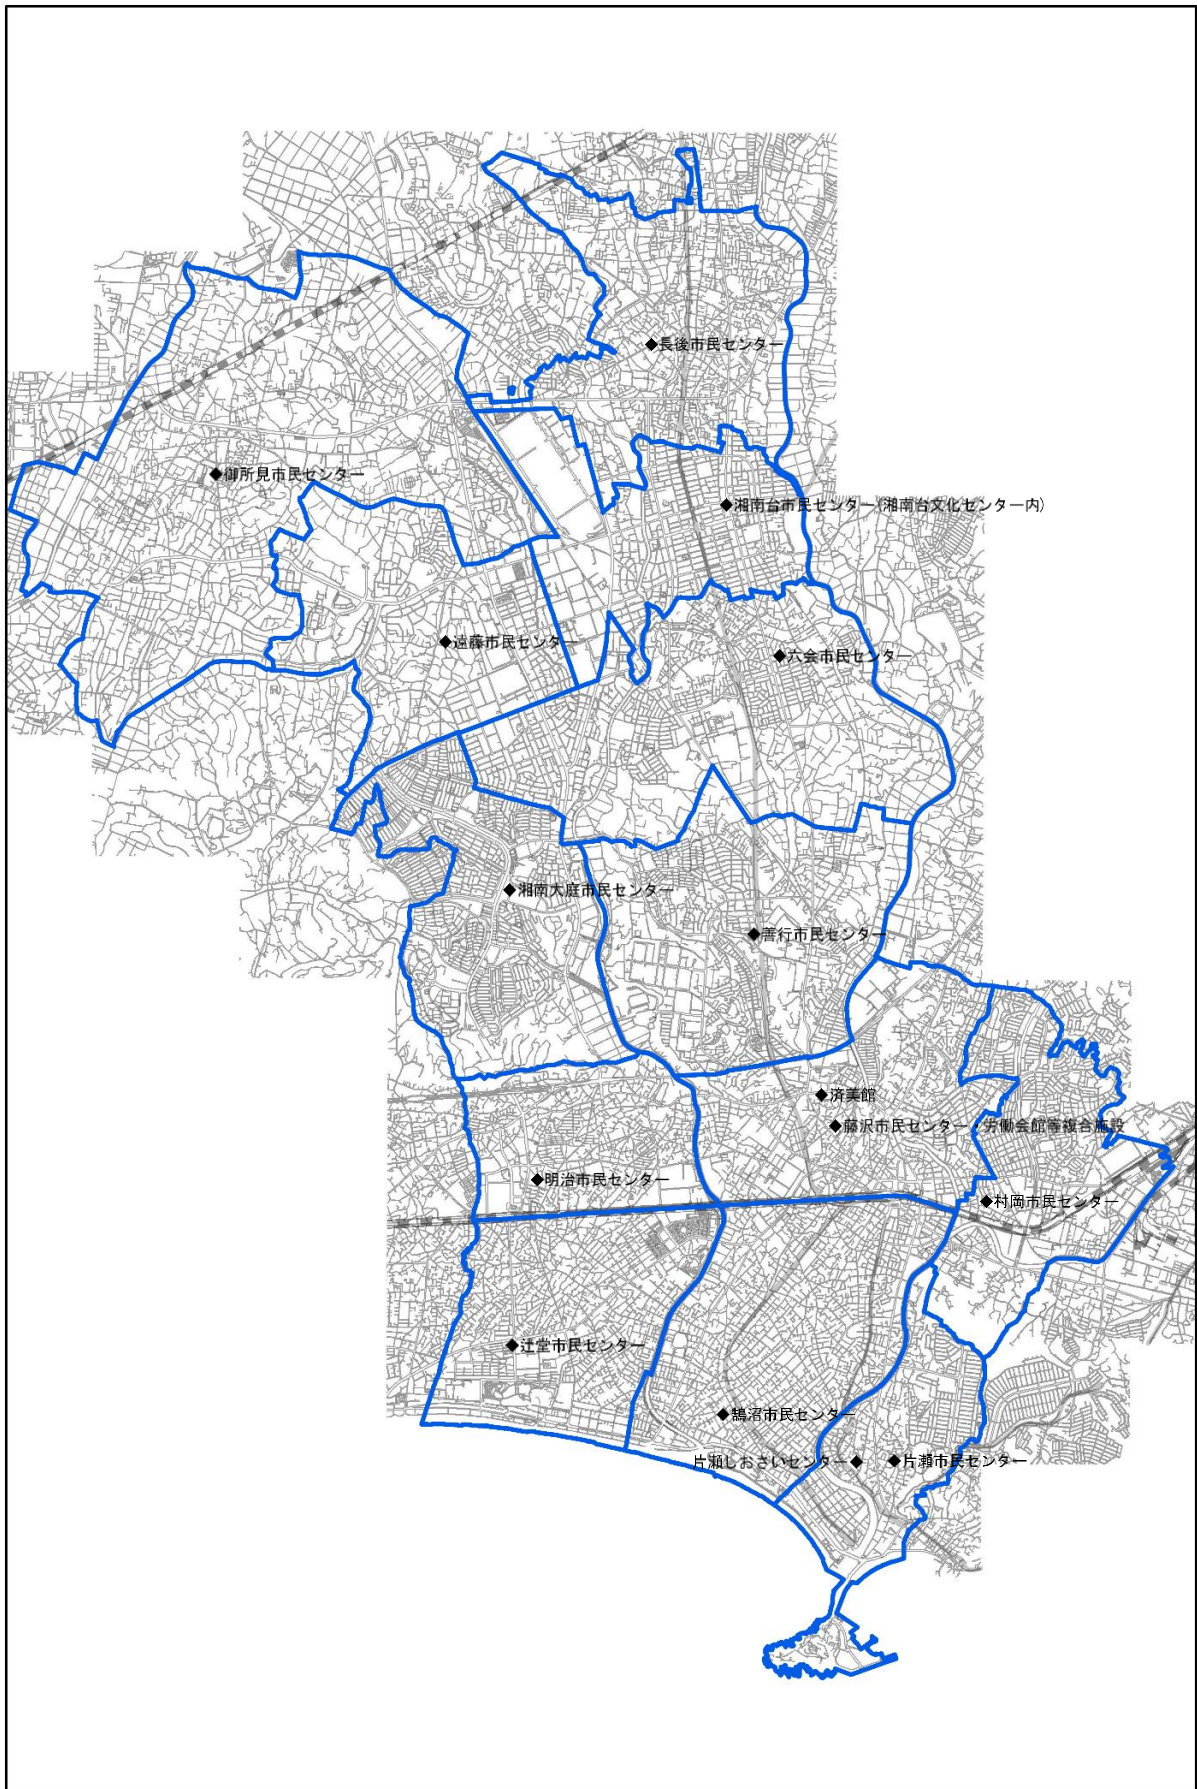 ◆長後市民センター
◆御所見市民センター
◆湘南台市民センター(湘南台文化センター内)
◆遠藤市民センター
◆六会市民センター
◆湘南大庭市民センター
◆善行市民センター
◆済美館
◆藤沢市民センター・労働会館等複合施設
◆明治市民センター
◆村岡市民センター
◆辻堂市民センター
◆鵠沼市民センター
片瀬しおさいセンター◆
◆片瀬市民センター